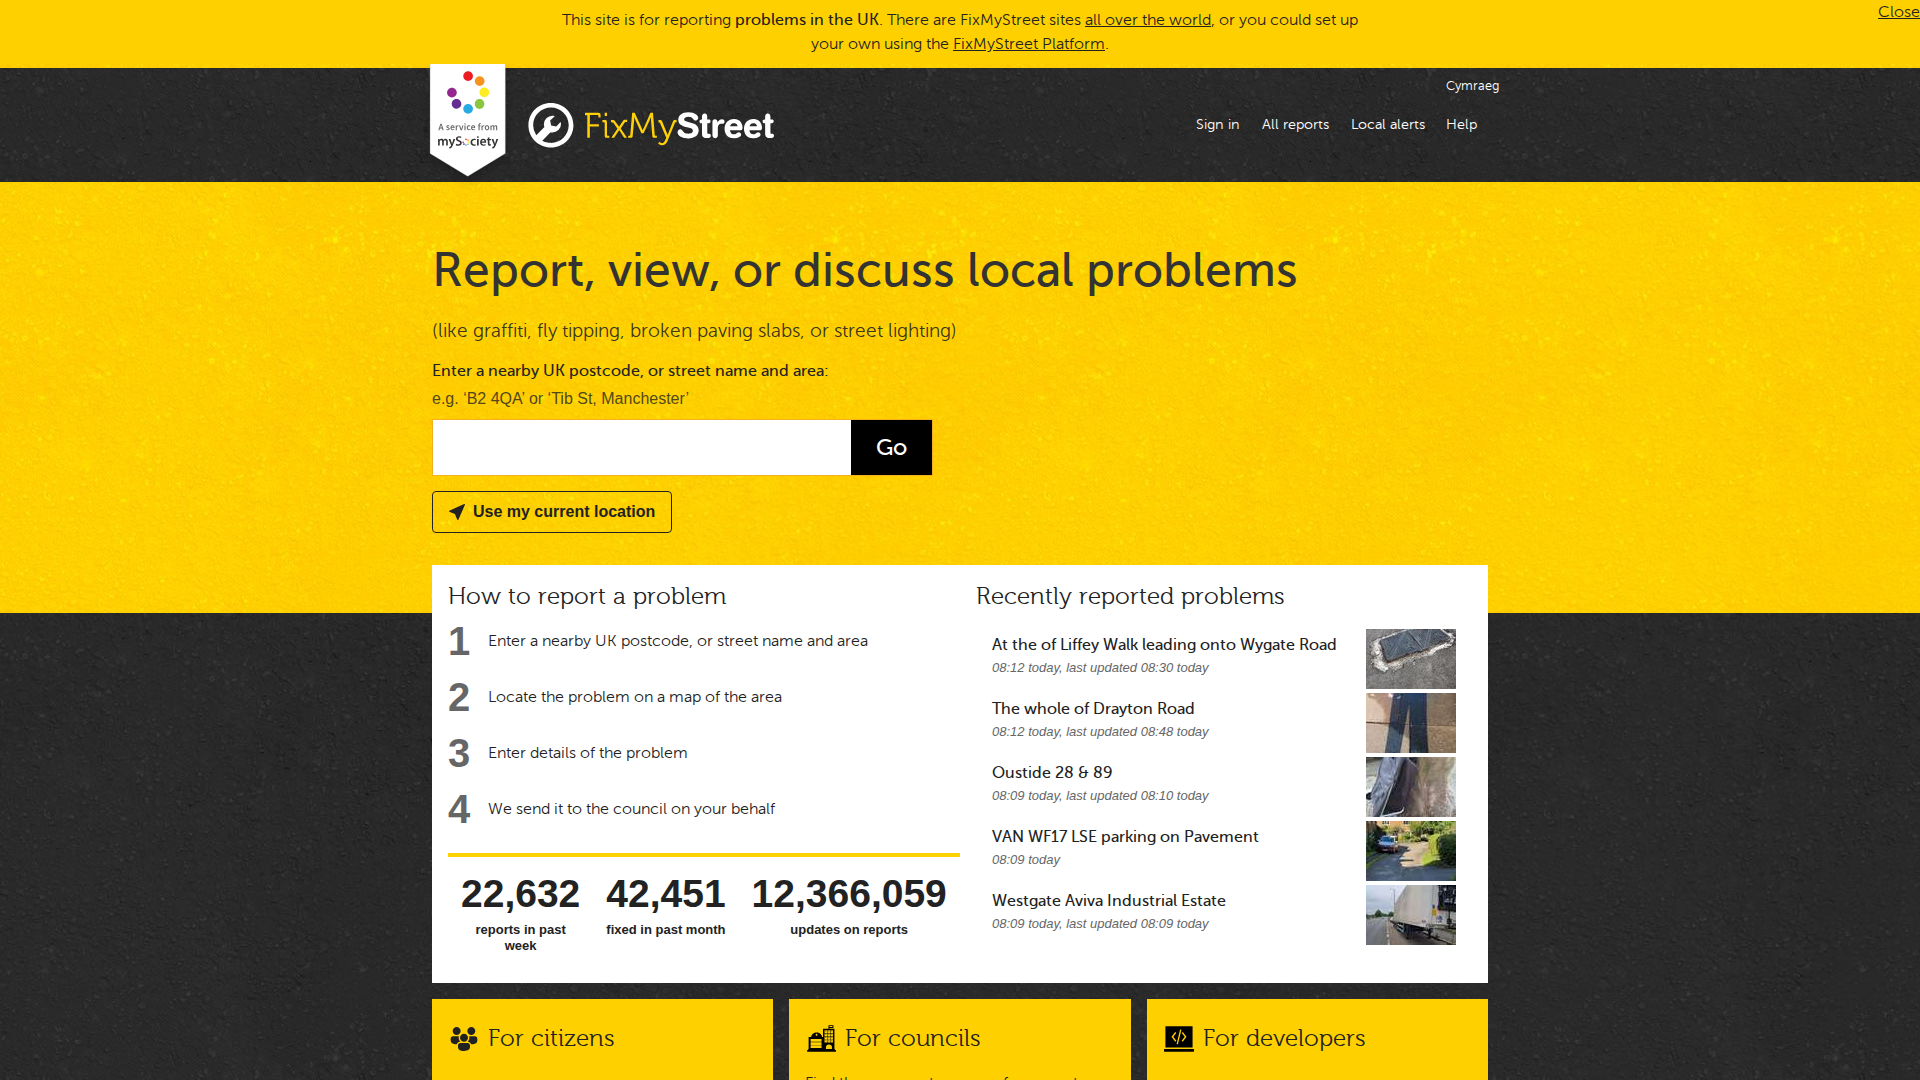 This site is for reporting problems in the UK. There are FixMyStreet sites all over the world, or you could set up
your own using the FixMyStreet Platform.
Close
A service from
mySociety
FixMyStreet
Cymraeg
Sign in
All reports
Local alerts
Help
Report, view, or discuss local problems
(like graffiti, fly tipping, broken paving slabs, or street lighting)
Enter a nearby UK postcode, or street name and area:
e.g. ‘B2 4QA’ or ‘Tib St, Manchester’
Go
Use my current location
How to report a problem
1 Enter a nearby UK postcode, or street name and area
2 Locate the problem on a map of the area
3 Enter details of the problem
4 We send it to the council on your behalf
22,632
reports in past
week
42,451
fixed in past month
12,366,059
updates on reports
Recently reported problems
At the of Liffey Walk leading onto Wygate Road
08:12 today, last updated 08:30 today
The whole of Drayton Road
08:12 today, last updated 08:48 today
Oustide 28 & 89
08:09 today, last updated 08:10 today
VAN WF17 LSE parking on Pavement
08:09 today
Westgate Aviva Industrial Estate
08:09 today, last updated 08:09 today
For citizens
For councils
For developers